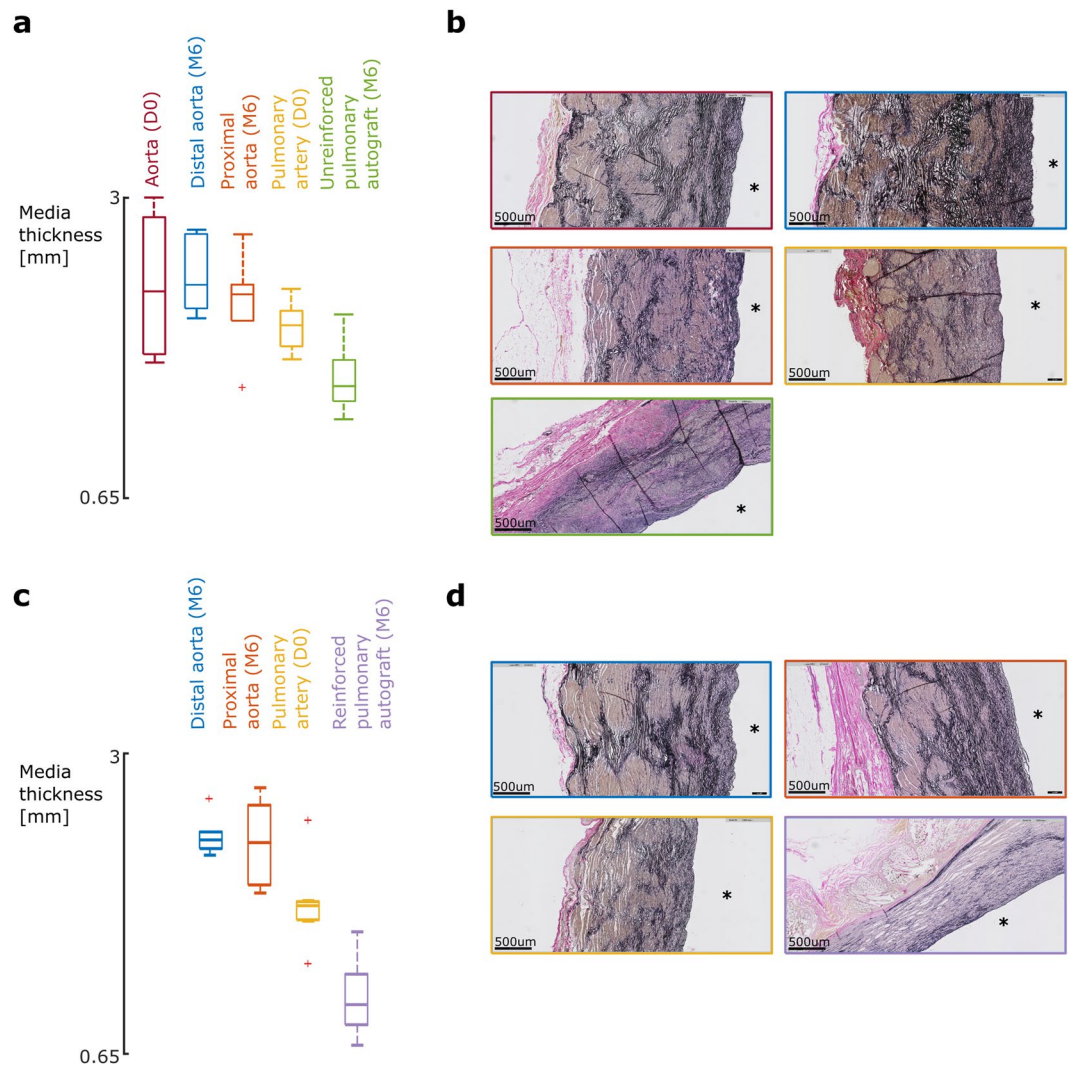 a
Aorta (D0)
Distal aorta (M6)
Proximal
aorta (M6)
Pulmonary
artery (D0)
Unreinforced
pulmonary
autograft (M6)
3
Media
thickness
[mm]
0.65
b
*
500um
*
500um
*
500um
*
500um
*
500um
c
Distal aorta (M6)
Proximal
aorta (M6)
Pulmonary
artery (D0)
Reinforced
pulmonary
autograft (M6)
3
Media
thickness
[mm]
0.65
d
*
500um
*
500um
*
500um
*
500um